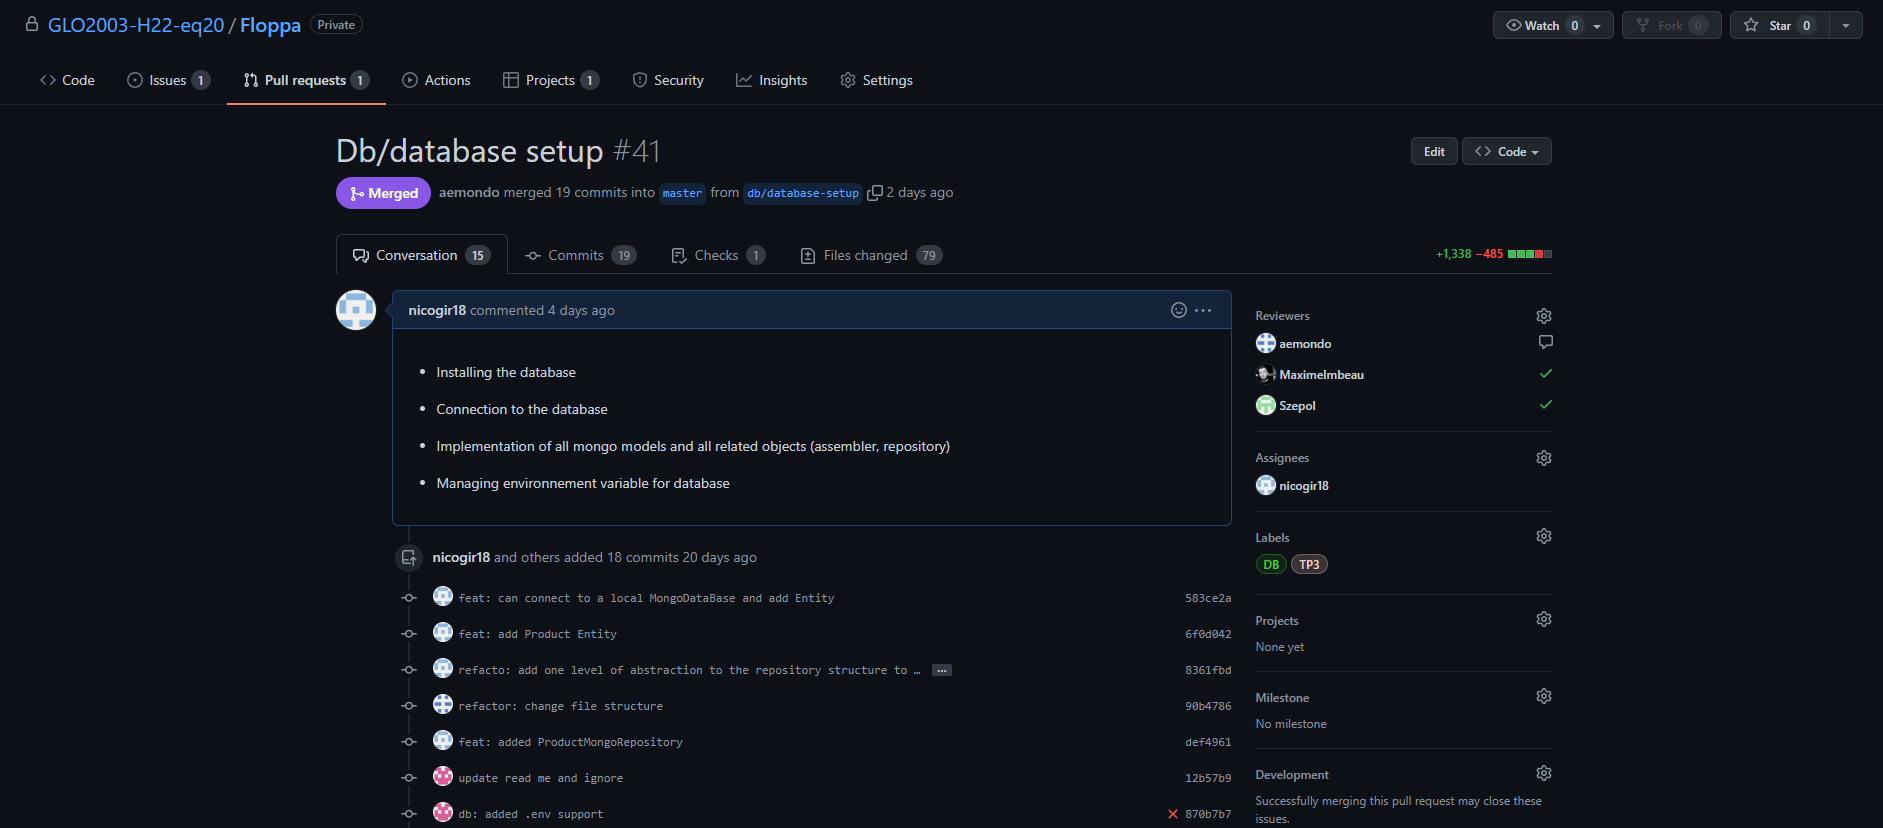 GLO2003-H22-eq20 / Floppa Private
Watch 0 Fork 0 Star 0
Code Issues 1 Pull requests 1 Actions Projects 1 Security Insights Settings
Db/database setup #41
Edit Code
Merged aemondo merged 19 commits into master from db/database-setup 2 days ago
Conversation 15 Commits 19 Checks 1 Files changed 79
+1,338 −485
nicogir18 commented 4 days ago
• Installing the database
• Connection to the database
• Implementation of all mongo models and all related objects (assembler, repository)
• Managing environnement variable for database
nicogir18 and others added 18 commits 20 days ago
feat: can connect to a local MongoDataBase and add Entity 583ce2a
feat: add Product Entity 6f0d042
refacto: add one level of abstraction to the repository structure to … ... 8361fbd
refactor: change file structure 90b4786
feat: added ProductMongoRepository def4961
update read me and ignore 12b57b9
db: added .env support 870b7b7
Reviewers
aemondo
MaximeImbeau
Szepol
Assignees
nicogir18
Labels
DB TP3
Projects
None yet
Milestone
No milestone
Development
Successfully merging this pull request may close these
issues.